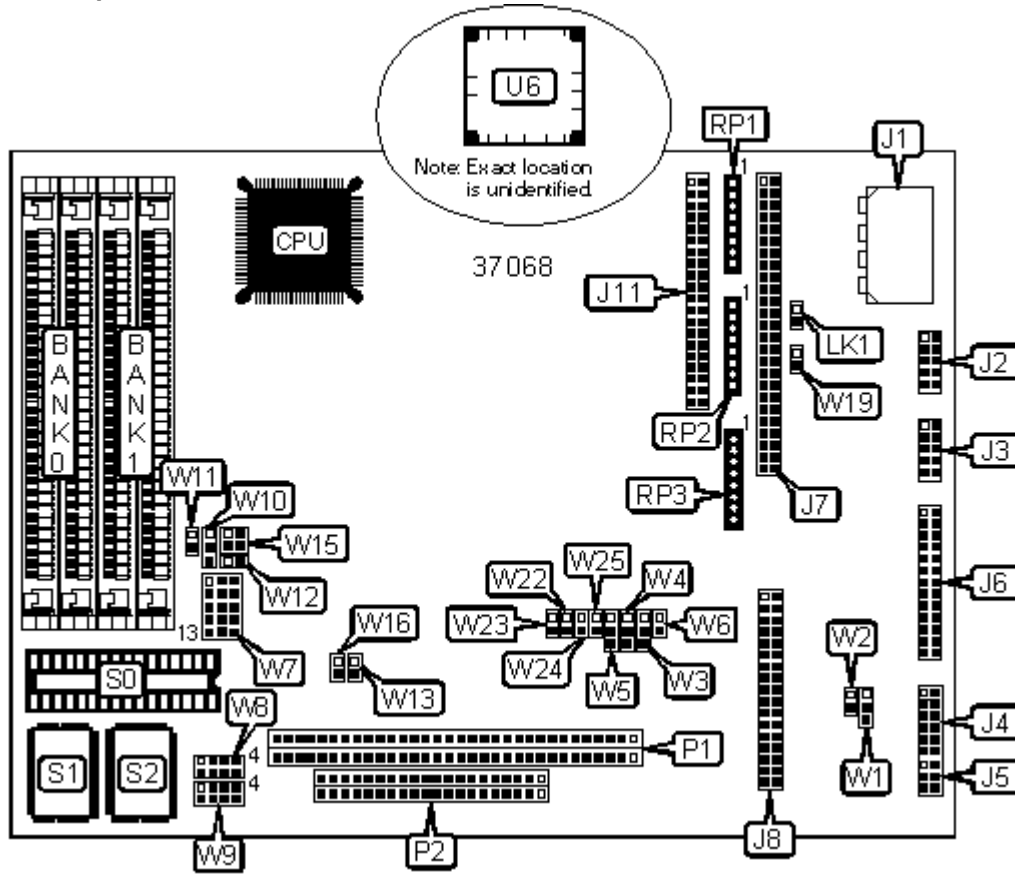 U6
Note: Exact location
is unidentified.
RP1
1
J1
CPU
37068
J11
1
LK1
J2
BANK0
BANK1
W19
RP2
1
J3
W11
W10
RP3
J7
W15
W12
W25
W4
W22
J6
W16
W23
W6
13
W7
W24
W2
S0
W13
W5
W3
W8
J4
4
P1
S1
S2
4
W1
J5
W9
P2
J8